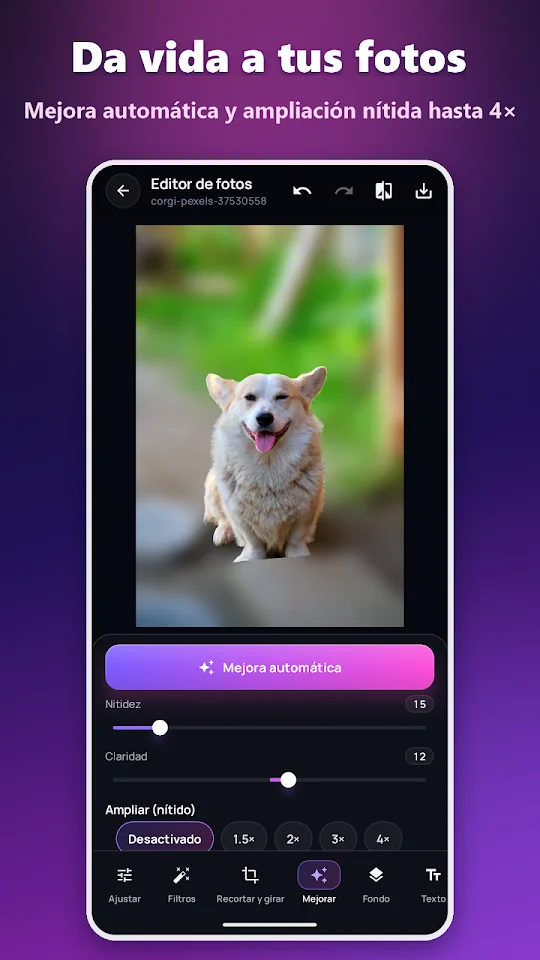 Da vida a tus fotos
Mejora automática y ampliación nítida hasta 4×
Editor de fotos
corgi-pexels-37530558
Mejora automática
Nitidez 15
Claridad 12
Ampliar (nítido)
Desactivado 1.5× 2× 3× 4×
Ajustar Filtros Recortar y girar Mejorar Fondo Texto